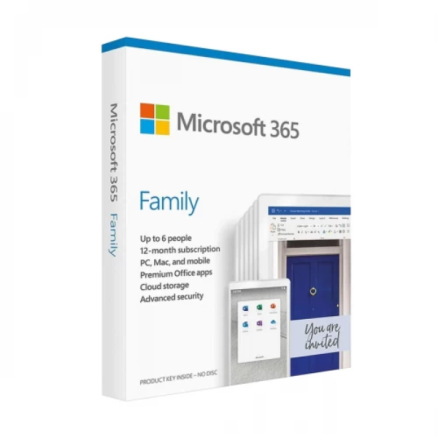 Microsoft 365
Family
Up to 6 people
12-month subscription
PC, Mac, and mobile
Premium Office apps
Cloud storage
Advanced security
You are
invited
PRODUCT KEY INSIDE – NO DISC
Microsoft 365 Family